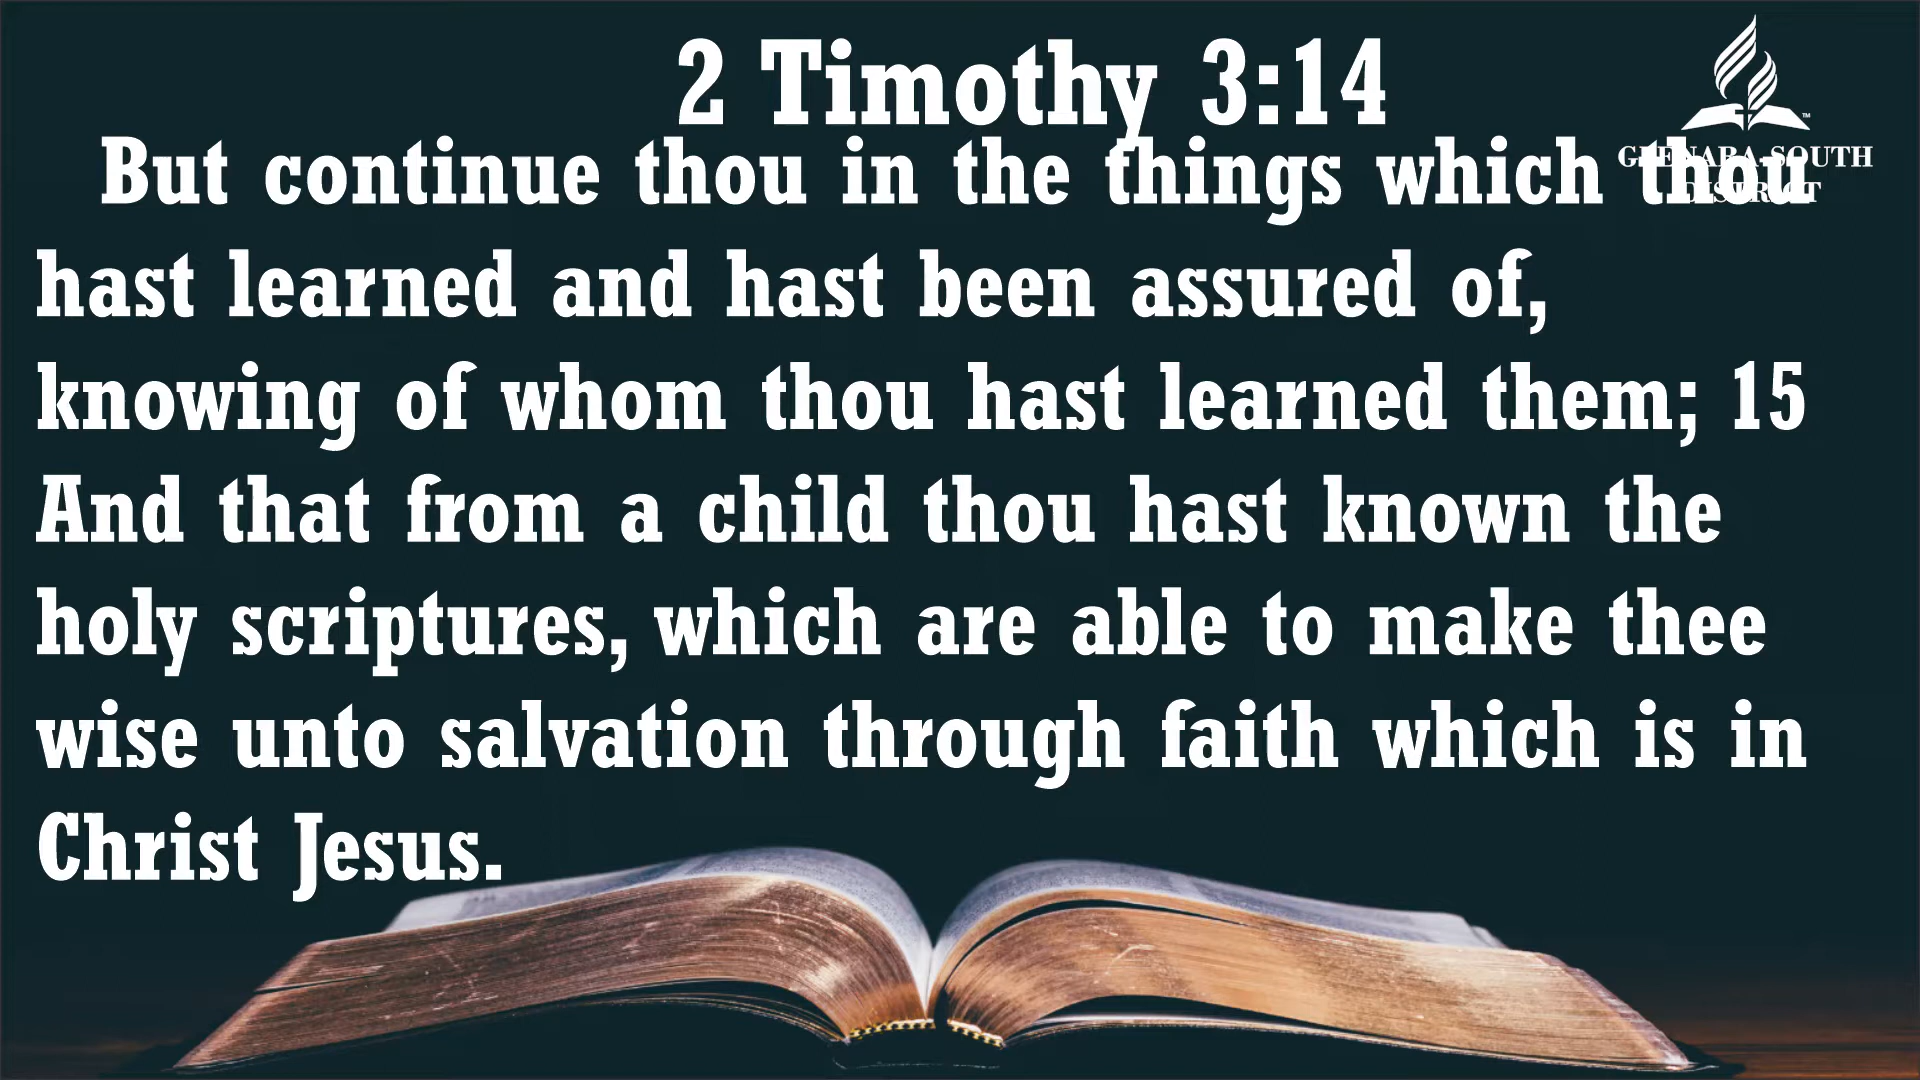 2 Timothy 3:14
But continue thou in the things which thou
hast learned and hast been assured of,
knowing of whom thou hast learned them; 15
And that from a child thou hast known the
holy scriptures, which are able to make thee
wise unto salvation through faith which is in
Christ Jesus.
SOUTH
DISTRICT